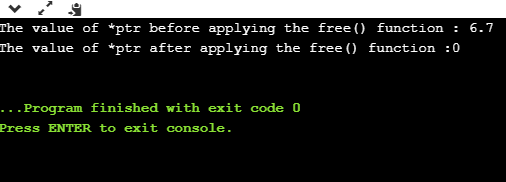 The value of *ptr before applying the free() function : 6.7
The value of *ptr after applying the free() function :0
...Program finished with exit code 0
Press ENTER to exit console.